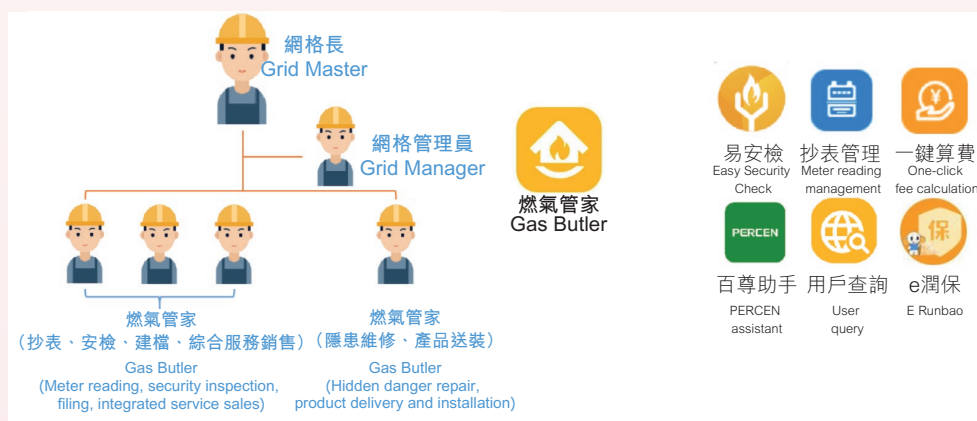 網格長
Grid Master
網格管理員
Grid Manager
燃氣管家
（抄表、安檢、建檔、綜合服務銷售）
Gas Butler
(Meter reading, security inspection,
filing, integrated service sales)
燃氣管家
（隱患維修、產品送裝）
Gas Butler
(Hidden danger repair,
product delivery and installation)
燃氣管家
Gas Butler
¥
易安檢
Easy Security
Check
抄表管理
Meter reading
management
一鍵算費
One-click
fee calculation
PERCEN
保
百尊助手
PERCEN
assistant
用戶查詢
User
query
e潤保
E Runbao